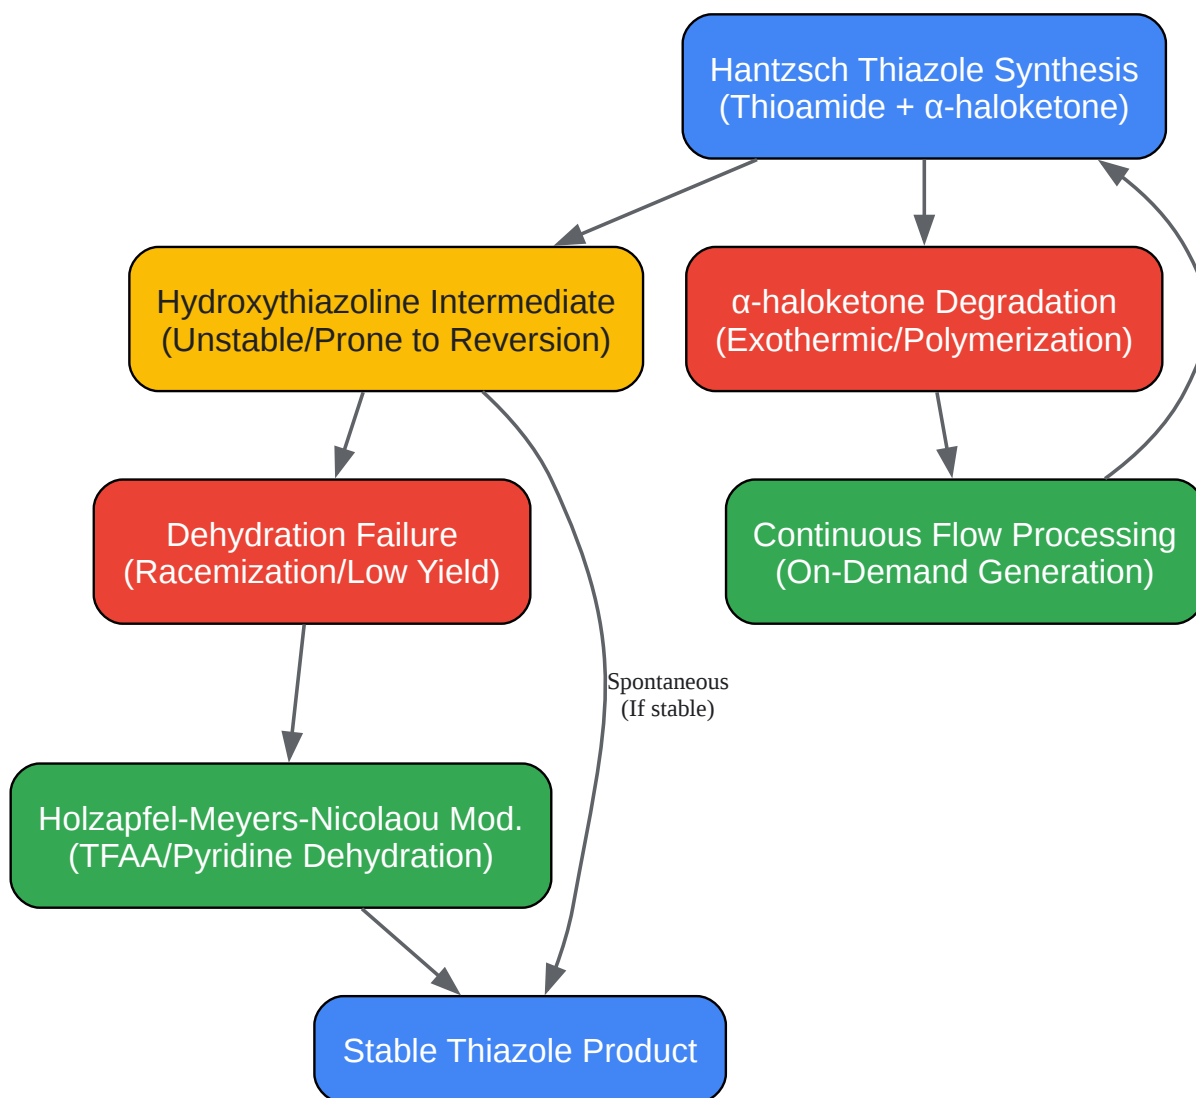 Hantzsch Thiazole Synthesis
(Thioamide + α-haloketone)
Hydroxythiazoline Intermediate
(Unstable/Prone to Reversion)
α-haloketone Degradation
(Exothermic/Polymerization)
Dehydration Failure
(Racemization/Low Yield)
Continuous Flow Processing
(On-Demand Generation)
Spontaneous
(If stable)
Holzapfel-Meyers-Nicolaou Mod.
(TFAA/Pyridine Dehydration)
Stable Thiazole Product